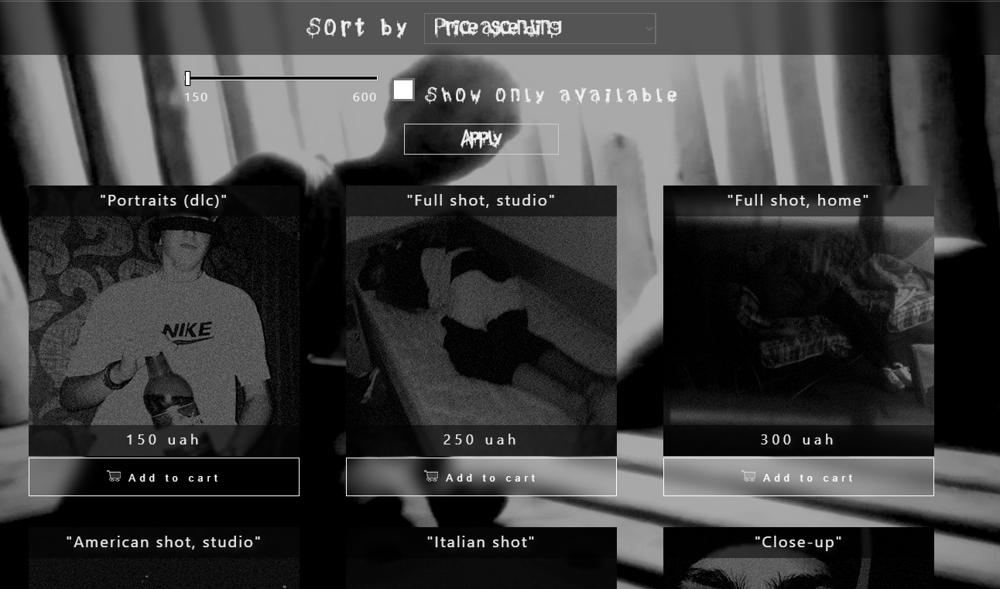 Sort by Price ascending
150 600
Show only available
Apply
"Portraits (dlc)" "Full shot, studio" "Full shot, home"
NIKE
150 uah 250 uah 300 uah
Add to cart Add to cart Add to cart
"American shot, studio" "Italian shot" "Close-up"